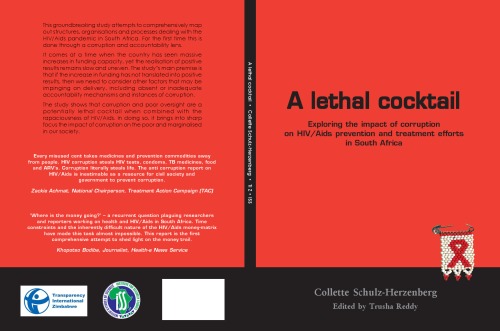 The groundbreaking study attempts to comprehensively map
out structures, organisations and processes dealing with the
HIV/Aids pandemic in South Africa. For the first time this is
done through a corruption and accountability lens.
It comes at a time when the country has seen massive
increases in funding capacity, yet the realisation of positive
results remains slow and uneven. The study's main premise is
that if the increase in funding has not translated into positive
results, then we need to consider other factors that may be
impinging on delivery, including absent or inadequate
accountability mechanisms and instances of corruption.
The study shows that corruption and poor oversight are a
potentially lethal cocktail when combined with the
rapaciousness of HIV/Aids. In doing so, it brings into sharp
focus the impact of corruption on the poor and marginalised
in our society.
Every misused cent takes medicines and prevention commodities away
from people. HIV corruption steals HIV tests, condoms, TB medicines, food
and ARV's. Corruption literally steals life. The anti corruption report on
HIV/Aids is inestimable as a resource for civil society and
government to prevent corruption.
Zackie Achmat, National Chairperson, Treatment Action Campaign (TAC)
'Where is the money going?' – a recurrent question plaguing researchers
and reporters working on health and HIV/Aids in South Africa. Time
constraints and the inherently difficult nature of the HIV/Aids money-matrix
have made this task almost impossible. This report is the first
comprehensive attempt to shed light on the money trail.
Khopotso Bodibe, Journalist, Health-e News Service
Transparency
International
Zimbabwe
ISS
A lethal cocktail • Collette Schulz-Herzenberg • TI Z • ISS
A lethal cocktail
Exploring the impact of corruption
on HIV/Aids prevention and treatment efforts
in South Africa
Collette Schulz-Herzenberg
Edited by Trusha Reddy